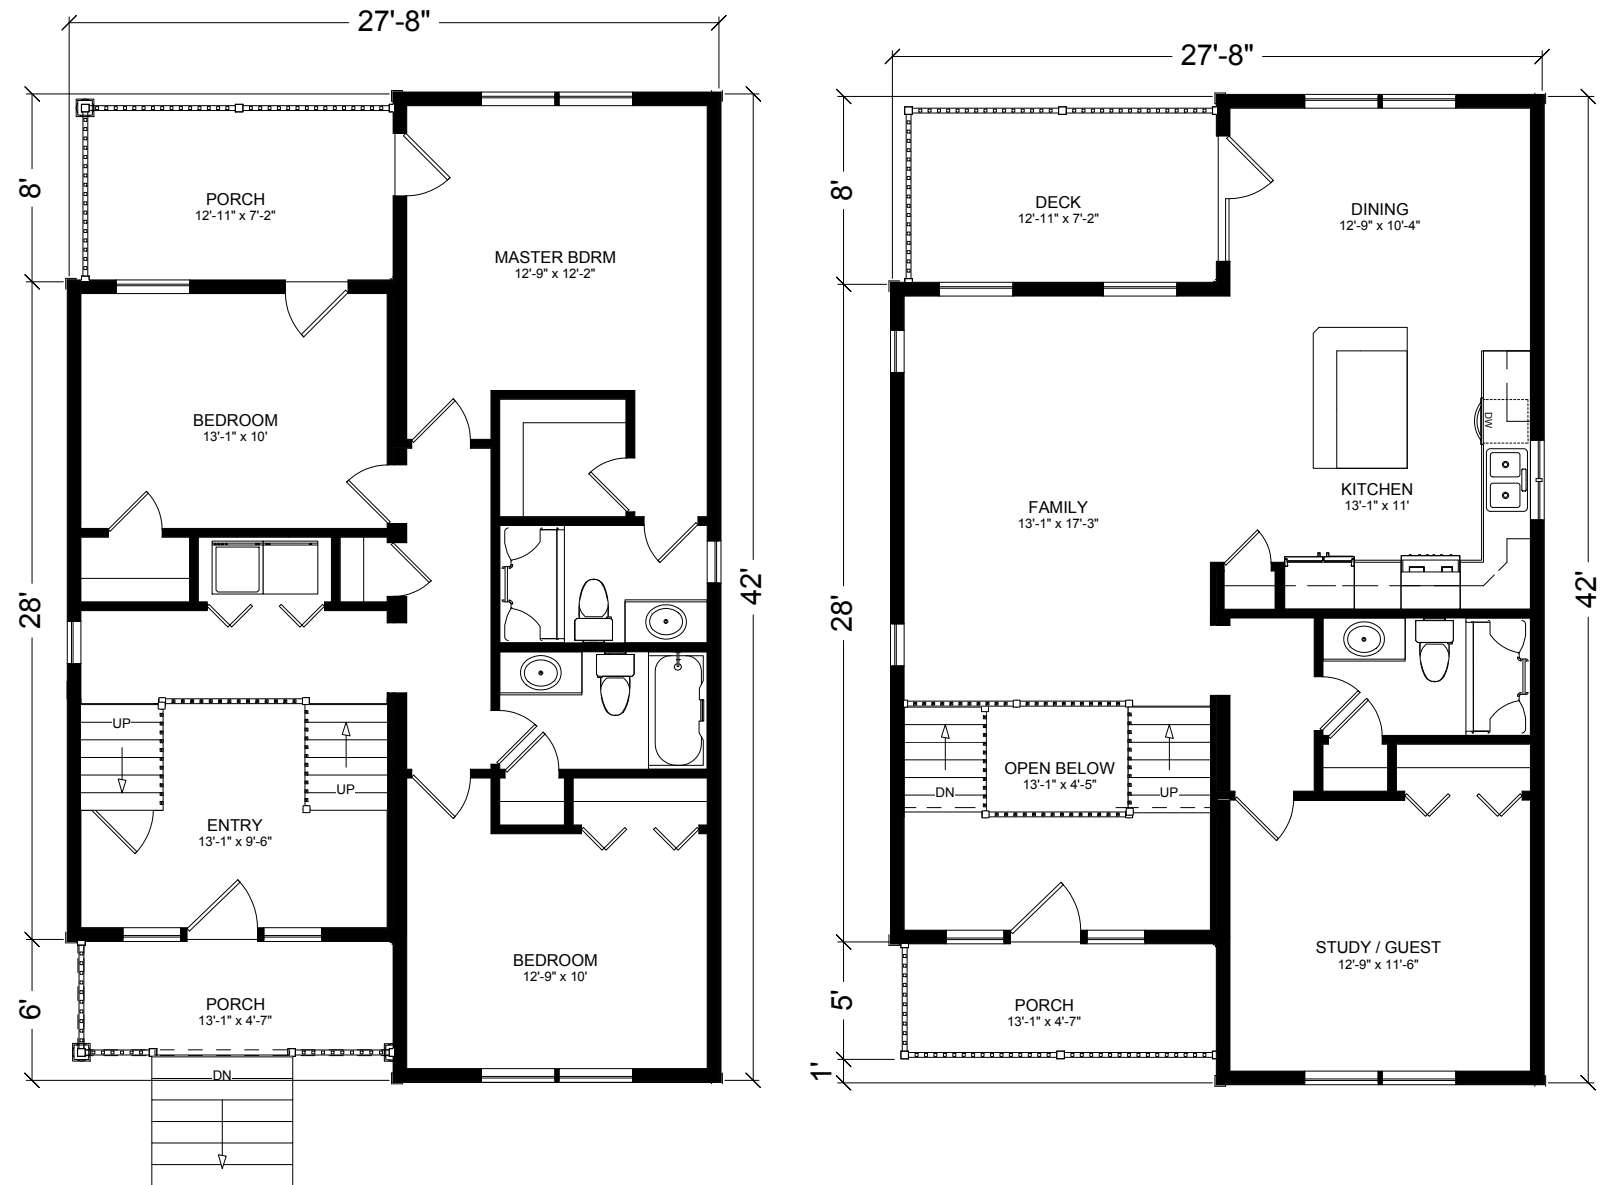 27'-8"
8'
PORCH
12'-11" x 7'-2"
MASTER BDRM
12'-9" x 12'-2"
BEDROOM
13'-1" x 10'
28'
42'
UP
UP
ENTRY
13'-1" x 9'-6"
BEDROOM
12'-9" x 10'
6'
PORCH
13'-1" x 4'-7"
DN
27'-8"
8'
DECK
12'-11" x 7'-2"
DINING
12'-9" x 10'-4"
DW
KITCHEN
13'-1" x 11'
FAMILY
13'-1" x 17'-3"
28'
42'
OPEN BELOW
13'-1" x 4'-5"
DN
UP
STUDY / GUEST
12'-9" x 11'-6"
5'
PORCH
13'-1" x 4'-7"
1'